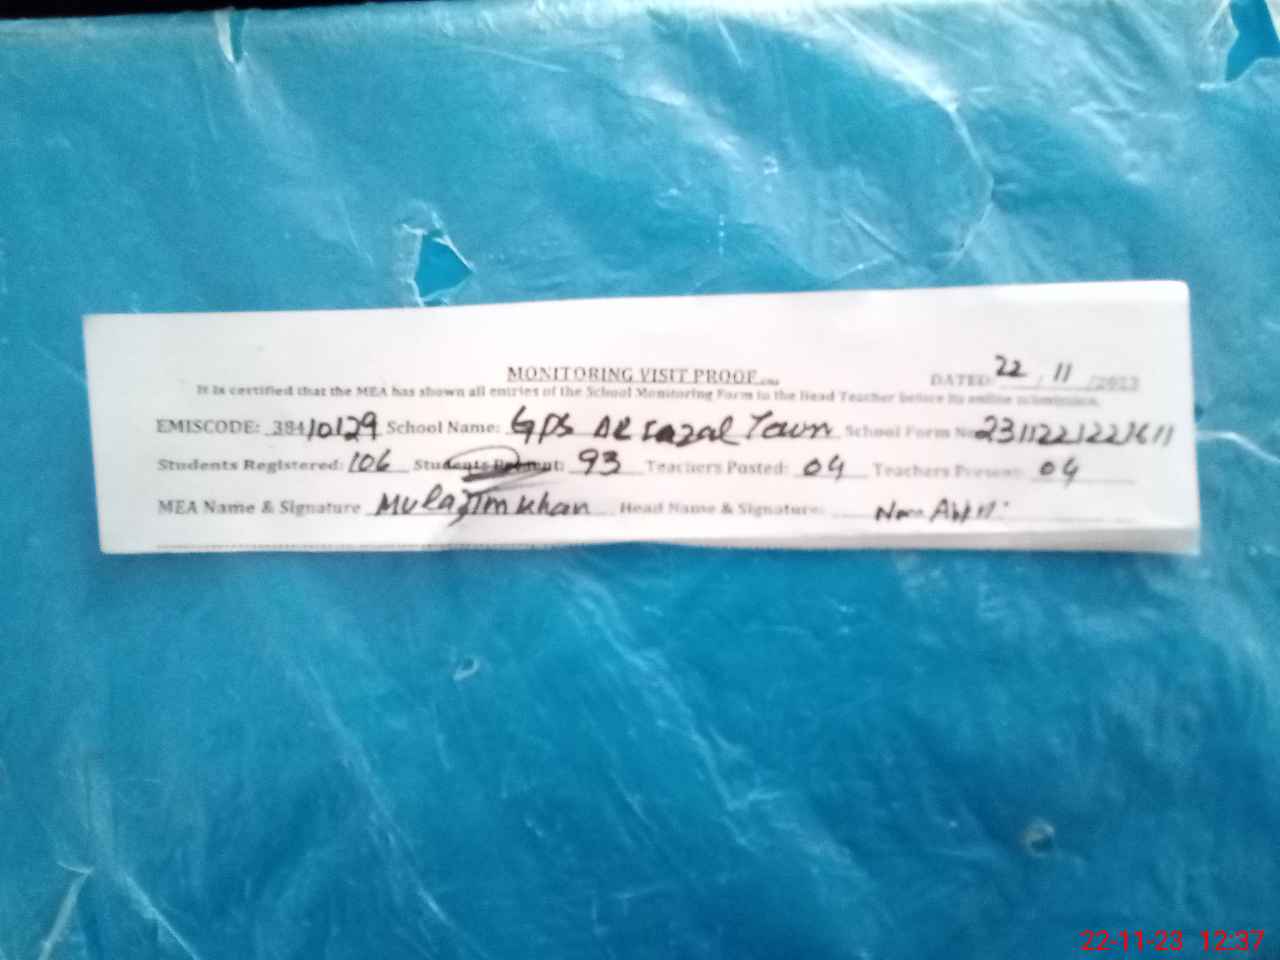 MONITORING VISIT PROOF
DATED: 22 / 11 /2023
It is certified that the MEA has shown all entries of the School Monitoring Form to the Head Teacher before its online submission.
EMISCODE: 38410129 School Name: GPS Al Fazal Town School Form No
Students Registered: 106 Students Present: 93 Teachers Posted: 04 Teachers Present: 04
MEA Name & Signature Mulazim Khan Head Name & Signature:
22-11-23 12:37